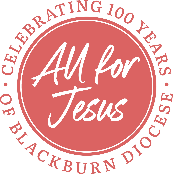 CELEBRATING 100 YEARS
All for
Jesus
OF BLACKBURN DIOCESE